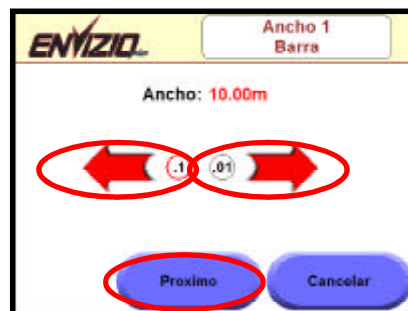 ENVIZIO
Ancho 1
Barra
Ancho: 10.00m
.1 .01
Proximo Cancelar